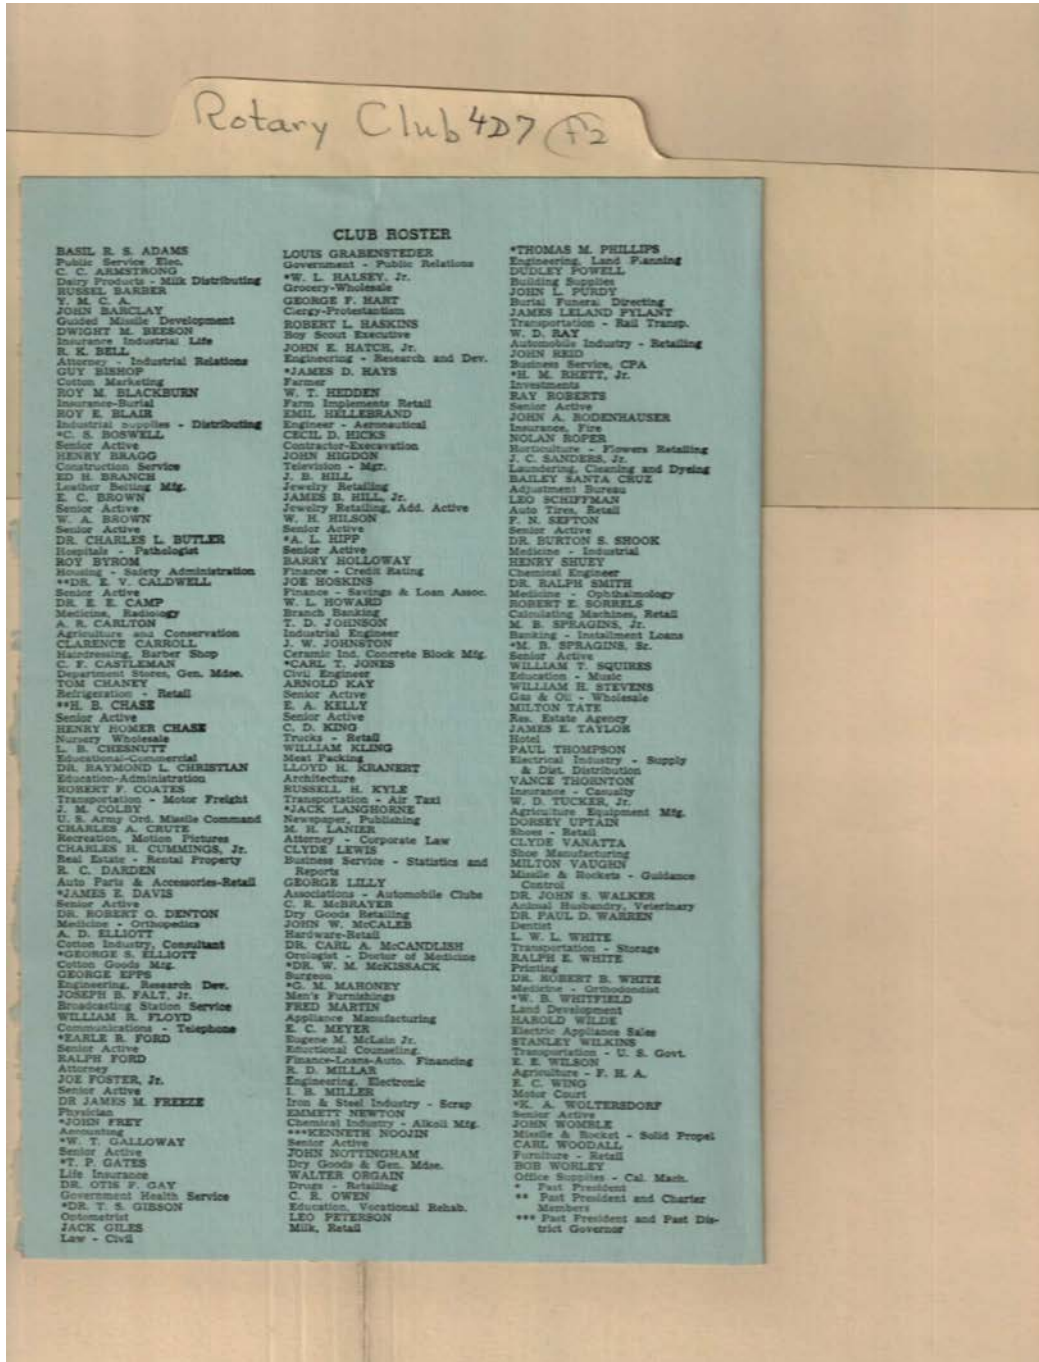 Rotary Club 4D7 F2
CLUB ROSTER
BASIL R. S. ADAMS
Public Service Elec.
C. C. ARMSTRONG
Dairy Products - Milk Distributing
RUSSEL BARBER
Y. M. C. A.
JOHN BARCLAY
Guided Missile Development
DWIGHT M. BEESON
Insurance Industrial Life
R. K. BELL
Attorney - Industrial Relations
GUY BISHOP
Cotton Marketing
ROY M. BLACKBURN
Insurance-Burial
ROY E. BLAIR
Industrial supplies - Distributing
*C. S. BOSWELL
Senior Active
HENRY BRAGG
Construction Service
ED H. BRANCH
Leather Belting Mfg.
E. C. BROWN
Senior Active
W. A. BROWN
Senior Active
DR. CHARLES L. BUTLER
Hospitals - Pathologist
ROY BYROM
Housing - Safety Administration
**DR. E. V. CALDWELL
Senior Active
DR. E. E. CAMP
Medicine, Radiology
A. R. CARLTON
Agriculture and Conservation
CLARENCE CARROLL
Hairdressing, Barber Shop
C. F. CASTLEMAN
Department Stores, Gen. Mdse.
TOM CHANEY
Refrigeration - Retail
**H. B. CHASE
Senior Active
HENRY HOMER CHASE
Nursery Wholesale
L. B. CHESNUTT
Educational-Commercial
DR. RAYMOND L. CHRISTIAN
Education-Administration
ROBERT F. COATES
Transportation - Motor Freight
J. M. COLBY
U. S. Army Ord. Missile Command
CHARLES A. CRUTE
Recreation, Motion Pictures
CHARLES H. CUMMINGS, Jr.
Real Estate - Rental Property
R. C. DARDEN
Auto Parts & Accessories-Retail
*JAMES E. DAVIS
Senior Active
DR. ROBERT O. DENTON
Medicine - Orthopedics
A. D. ELLIOTT
Cotton Industry, Consultant
*GEORGE S. ELLIOTT
Cotton Goods Mfg.
GEORGE EPPS
Engineering, Research Dev.
JOSEPH B. FALT, Jr.
Broadcasting Station Service
WILLIAM R. FLOYD
Communications - Telephone
*EARLE R. FORD
Senior Active
RALPH FORD
Attorney
JOE FOSTER, Jr.
Senior Active
DR JAMES M. FREEZE
Physician
*JOHN FREY
Accounting
*W. T. GALLOWAY
Senior Active
*T. P. GATES
Life Insurance
DR. OTIS F. GAY
Government Health Service
*DR. T. S. GIBSON
Optometrist
JACK GILES
Law - Civil
LOUIS GRABENSTEDER
Government - Public Relations
*W. L. HALSEY, Jr.
Grocery-Wholesale
GEORGE F. HART
Clergy-Protestantism
ROBERT L. HASKINS
Boy Scout Executive
JOHN E. HATCH, Jr.
Engineering - Research and Dev.
*JAMES D. HAYS
Farmer
W. T. HEDDEN
Farm Implements Retail
EMIL HELLEBRAND
Engineer - Aeronautical
CECIL D. HICKS
Contractor-Execavation
JOHN HIGDON
Television - Mgr.
J. B. HILL
Jewelry Retailing
JAMES B. HILL, Jr.
Jewelry Retailing, Add. Active
W. H. HILSON
Senior Active
*A. L. HIPP
Senior Active
BARRY HOLLOWAY
Finance - Credit Rating
JOE HOSKINS
Finance - Savings & Loan Assoc.
W. L. HOWARD
Branch Banking
T. D. JOHNSON
Industrial Engineer
J. W. JOHNSTON
Ceramic Ind. Concrete Block Mfg.
*CARL T. JONES
Civil Engineer
ARNOLD KAY
Senior Active
E. A. KELLY
Senior Active
C. D. KING
Trucks - Retail
WILLIAM KLING
Meat Packing
LLOYD H. KRANERT
Architecture
RUSSELL H. KYLE
Transportation - Air Taxi
*JACK LANGHORNE
Newspaper, Publishing
M. H. LANIER
Attorney - Corporate Law
CLYDE LEWIS
Business Service - Statistics and
Reports
GEORGE LILLY
Associations - Automobile Clubs
C. R. McBRAYER
Dry Goods Retailing
JOHN W. McCALEB
Hardware-Retail
DR. CARL A. McCANDLISH
Orologist - Doctor of Medicine
*DR. W. M. McKISSACK
Surgeon
*G. M. MAHONEY
Men's Furnishings
FRED MARTIN
Appliance Manufacturing
E. C. MEYER
Eugene M. McLain Jr.
Eductional Counseling.
Finance-Loans-Auto. Financing
R. D. MILLAR
Engineering, Electronic
I. B. MILLER
Iron & Steel Industry - Scrap
EMMETT NEWTON
Chemical Industry - Alkoli Mfg.
***KENNETH NOOJIN
Senior Active
JOHN NOTTINGHAM
Dry Goods & Gen. Mdse.
WALTER ORGAIN
Drugs - Retailing
C. R. OWEN
Education, Vocational Rehab.
LEO PETERSON
Milk, Retail
*THOMAS M. PHILLIPS
Engineering, Land Planning
DUDLEY POWELL
Building Supplies
JOHN L. PURDY
Burial Funeral Directing
JAMES LELAND PYLANT
Transportation - Rail Transp.
W. D. RAY
Automobile Industry - Retailing
JOHN REID
Business Service, CPA
*H. M. RHETT, Jr.
Investments
RAY ROBERTS
Senior Active
JOHN A. RODENHAUSER
Insurance, Fire
NOLAN ROPER
Horticulture - Flowers Retailing
J. C. SANDERS, Jr.
Laundering, Cleaning and Dyeing
BAILEY SANTA CRUZ
Adjustment Bureau
LEO SCHIFFMAN
Auto Tires, Retail
F. N. SEFTON
Senior Active
DR. BURTON S. SHOOK
Medicine - Industrial
HENRY SHUEY
Chemical Engineer
DR. RALPH SMITH
Medicine - Ophthalmology
ROBERT E. SORRELS
Calculating Machines, Retail
M. B. SPRAGINS, Jr.
Banking - Installment Loans
*M. B. SPRAGINS, Sr.
Senior Active
WILLIAM T. SQUIRES
Education - Music
WILLIAM H. STEVENS
Gas & Oil - Wholesale
MILTON TATE
Res. Estate Agency
JAMES E. TAYLOR
Hotel
PAUL THOMPSON
Electrical Industry - Supply
& Dist. Distribution
VANCE THORNTON
Insurance - Casualty
W. D. TUCKER, Jr.
Agriculture Equipment Mfg.
DORSEY UPTAIN
Shoes - Retail
CLYDE VANATTA
Shoe Manufacturing
MILTON VAUGHN
Missile & Rockets - Guidance
Control
DR. JOHN S. WALKER
Animal Husbandry, Veterinary
DR. PAUL D. WARREN
Dentist
L. W. L. WHITE
Transportation - Storage
RALPH E. WHITE
Printing
DR. ROBERT B. WHITE
Medicine - Orthodondist
*W. B. WHITFIELD
Land Development
HAROLD WILDE
Electric Appliance Sales
STANLEY WILKINS
Transportation - U. S. Govt.
E. E. WILSON
Agriculture - F. H. A.
E. C. WING
Motor Court
*K. A. WOLTERSDORF
Senior Active
JOHN WOMBLE
Missile & Rocket - Solid Propel
CARL WOODALL
Furniture - Retail
BOB WORLEY
Office Supplies - Cal. Mach.
* Past President
** Past President and Charter
Members
*** Past President and Past Dis-
trict Governor